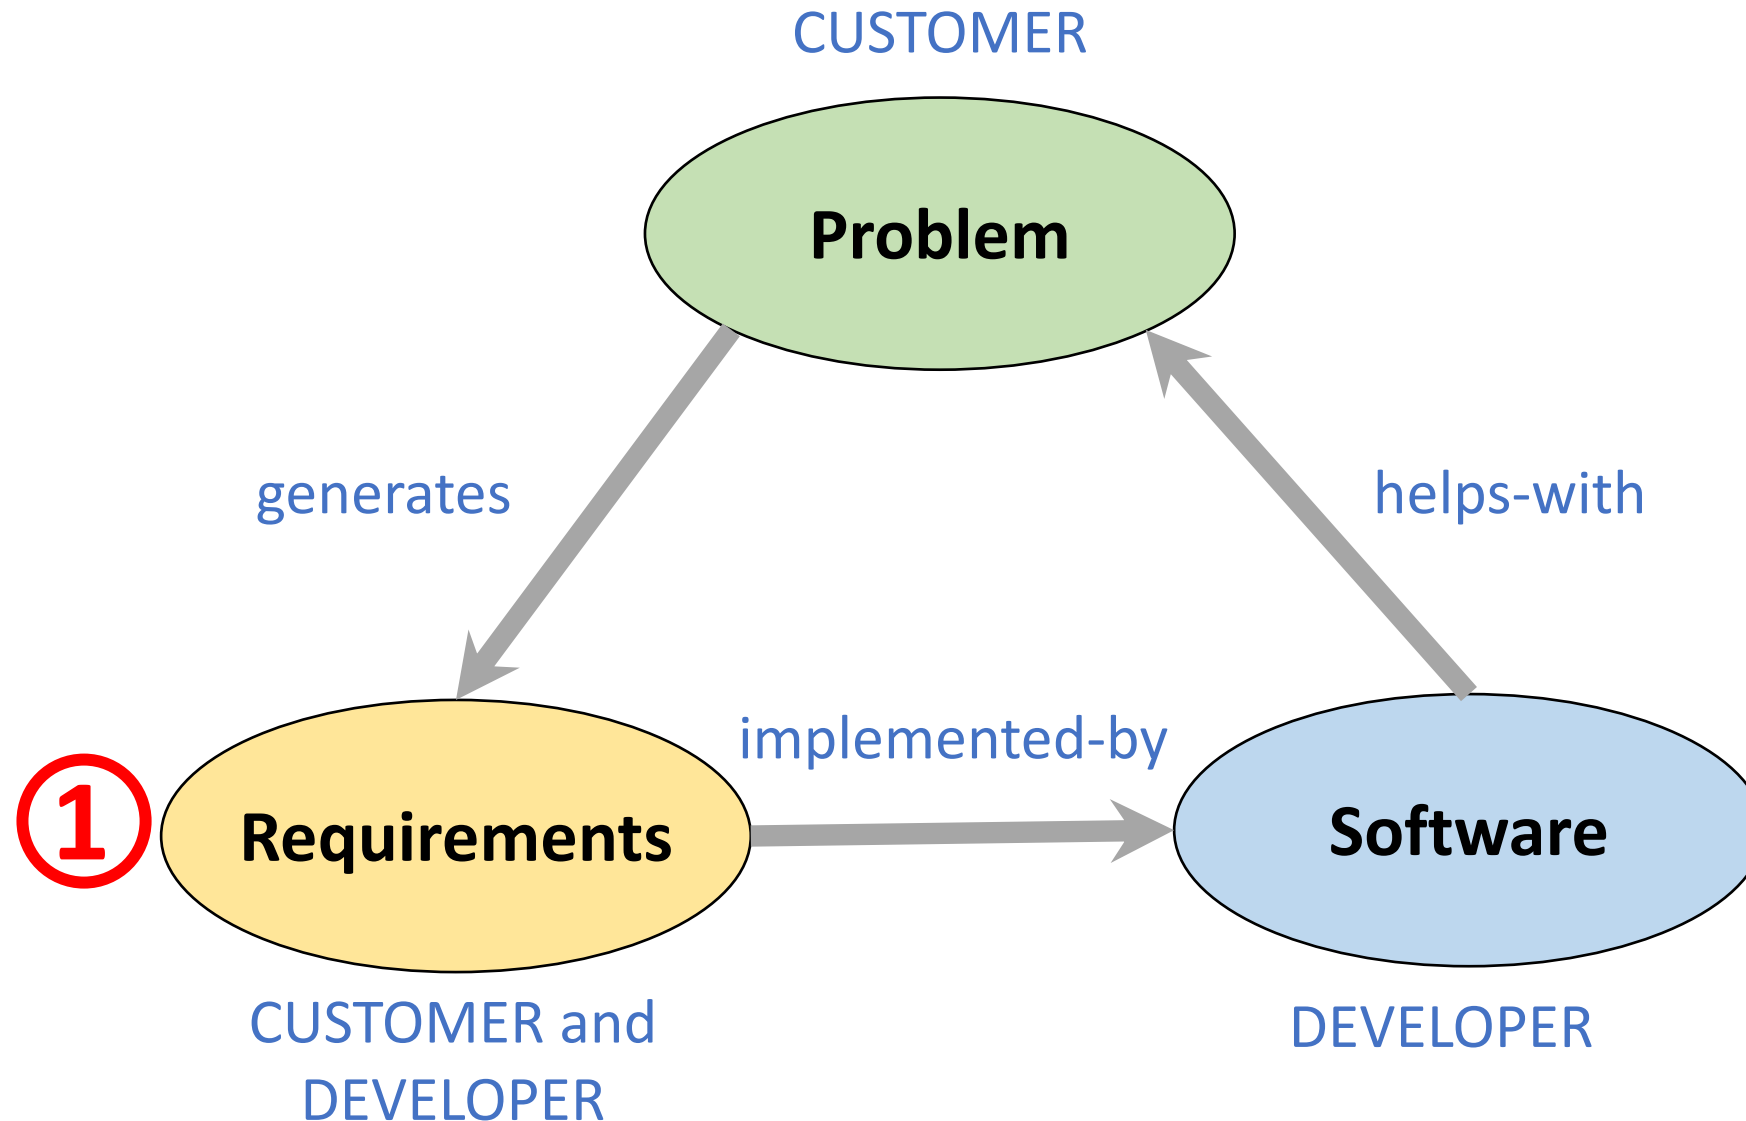 CUSTOMER
Problem
generates
helps-with
implemented-by
1
Requirements
Software
CUSTOMER and
DEVELOPER
DEVELOPER